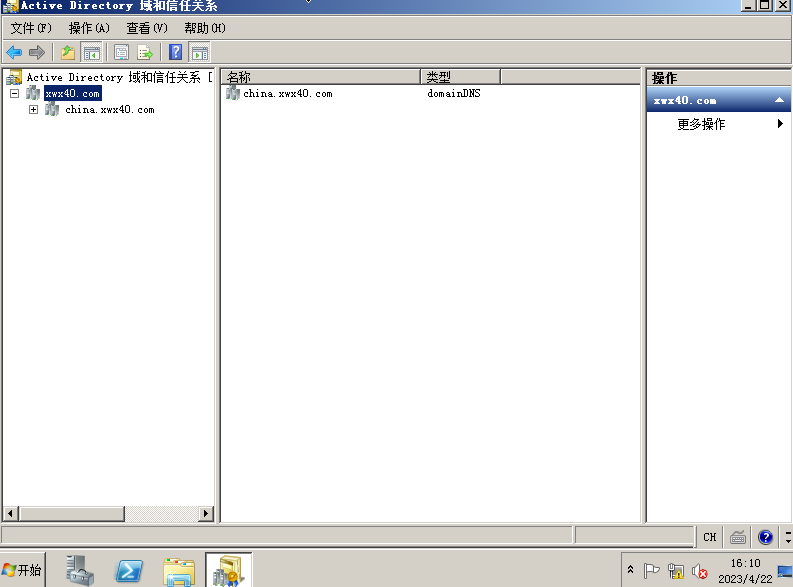 Active Directory 域和信任关系
文件(F) 操作(A) 查看(V) 帮助(H)
Active Directory 域和信任关系 [
xwx40.com
china.xwx40.com
名称 类型
china.xwx40.com domainDNS
操作
xwx40.com
更多操作
CH
开始
16:10
2023/4/22